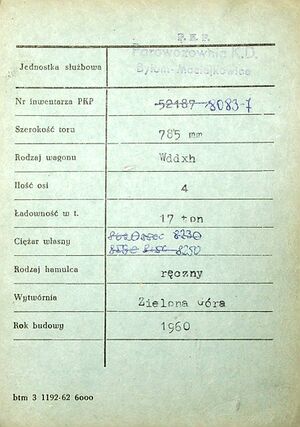 P. K. P.
Parowozownia K.D.
Jednostka służbowa
Bytom-Maciejkowice
Nr inwentarza PKP 52187 8083-7
Szerokość toru 785 mm
Rodzaj wagonu Wddxh
Ilość osi 4
Ładowność w t. 17 ton
Ciężar własny 8230
8250
Rodzaj hamulca ręczny
Wytwórnia Zielona Góra
Rok budowy 1960
btm 3 1192-62 6000